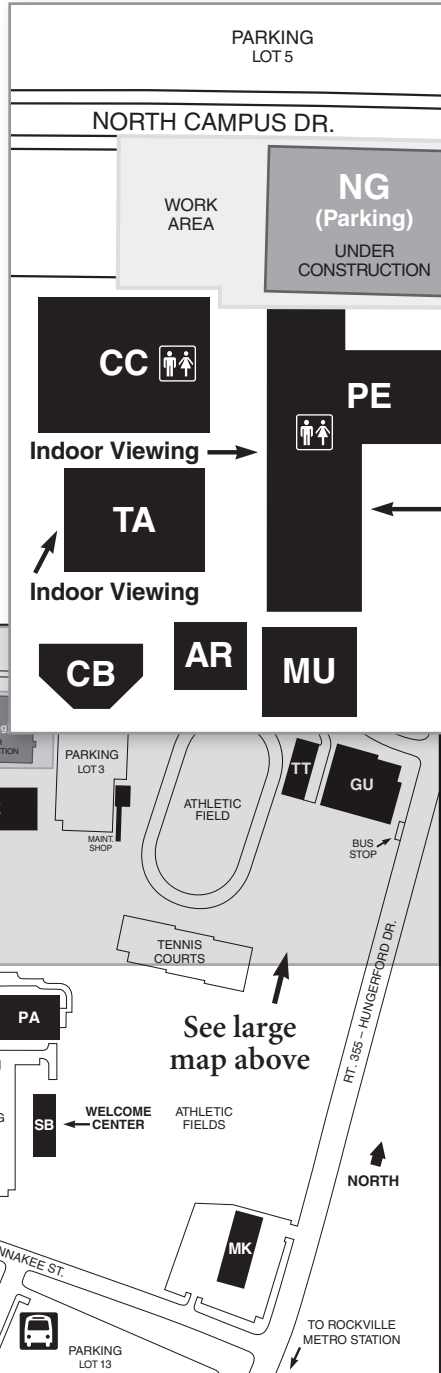 PARKING
LOT 5
NORTH CAMPUS DR.
WORK
AREA
NG
(Parking)
UNDER
CONSTRUCTION
CC
PE
Indoor Viewing
TA
Indoor Viewing
CB
AR
MU
PARKING
LOT 3
MAINT.
SHOP
ATHLETIC
FIELD
TT
GU
BUS
STOP
TENNIS
COURTS
RT. 355 – HUNGERFORD DR.
PA
See large
map above
SB
WELCOME
CENTER
ATHLETIC
FIELDS
NORTH
MK
NNAKEE ST.
TO ROCKVILLE
METRO STATION
PARKING
LOT 13